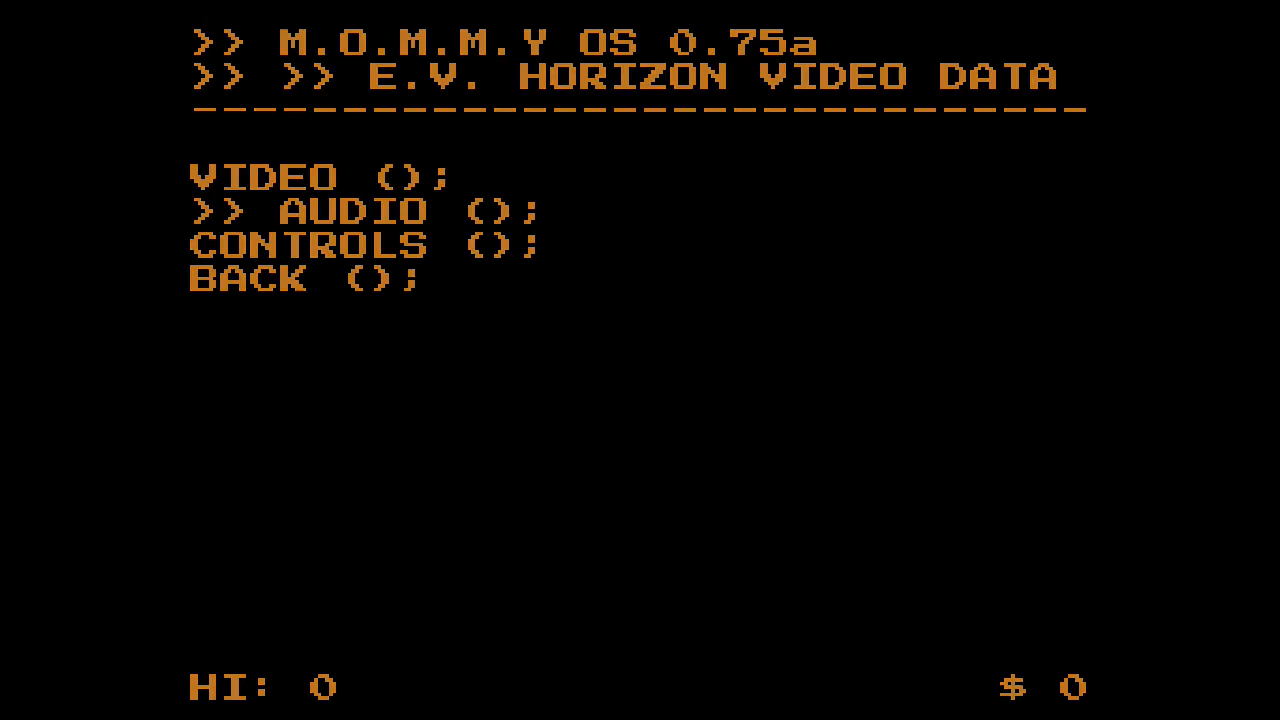 >> M.O.M.M.Y OS 0.75a
>> >> E.V. HORIZON VIDEO DATA
------------------------------
VIDEO ();
>> AUDIO ();
CONTROLS ();
BACK ();
HI: 0
$ 0